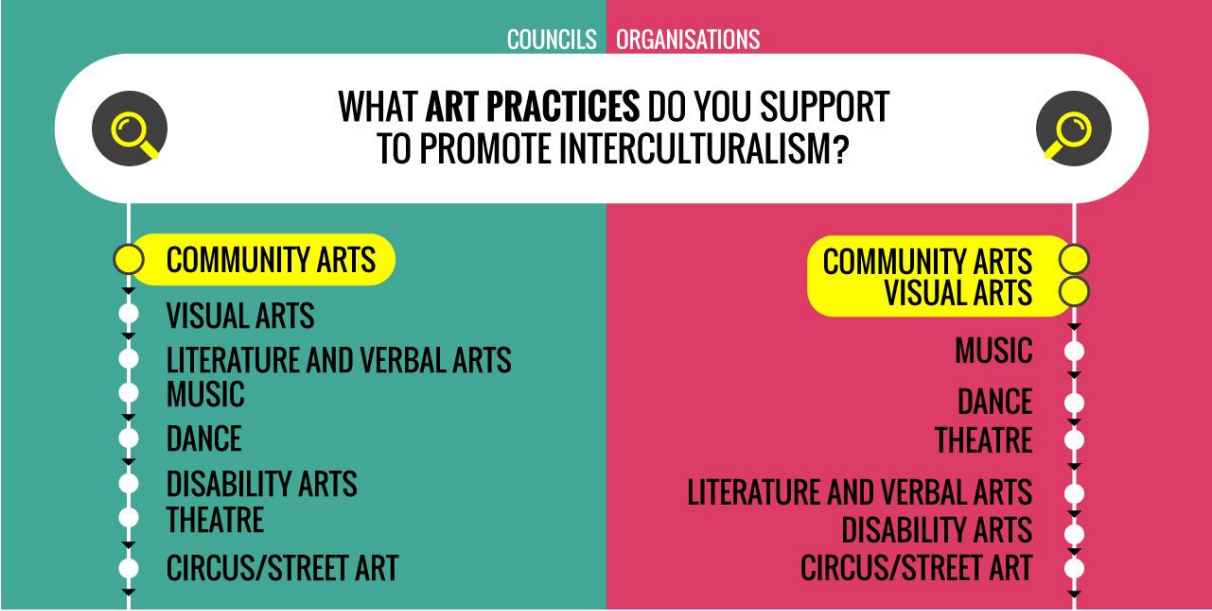 COUNCILS ORGANISATIONS
WHAT ART PRACTICES DO YOU SUPPORT
TO PROMOTE INTERCULTURALISM?
COMMUNITY ARTS
VISUAL ARTS
LITERATURE AND VERBAL ARTS
MUSIC
DANCE
DISABILITY ARTS
THEATRE
CIRCUS/STREET ART
COMMUNITY ARTS
VISUAL ARTS
MUSIC
DANCE
THEATRE
LITERATURE AND VERBAL ARTS
DISABILITY ARTS
CIRCUS/STREET ART